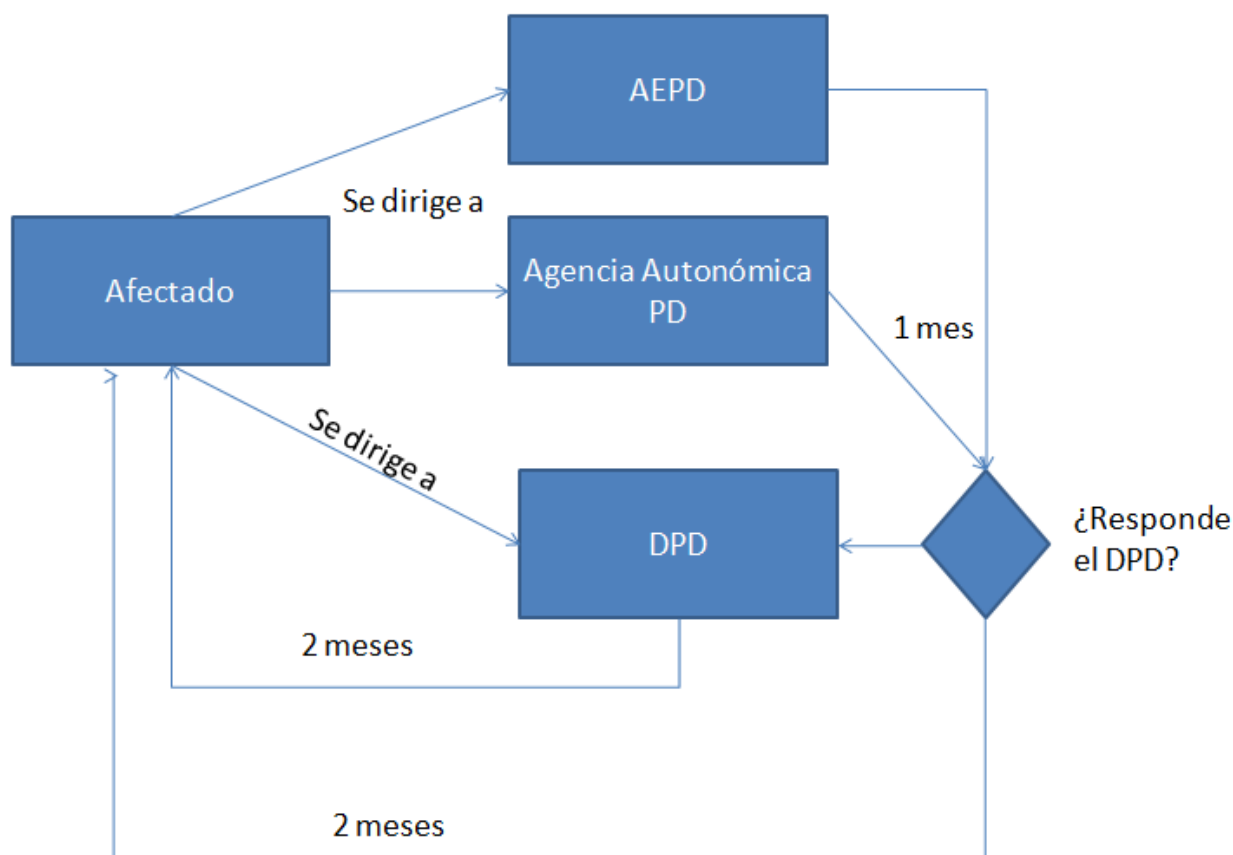 AEPD
Se dirige a
Afectado
Agencia Autonómica
PD
1 mes
Se dirige a
DPD
¿Responde
el DPD?
2 meses
2 meses